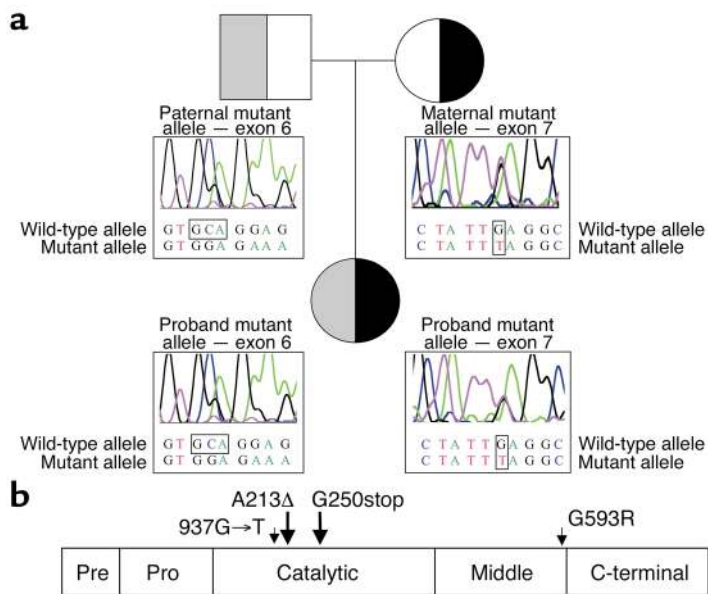 a
Paternal mutant
allele — exon 6
Maternal mutant
allele — exon 7
Wild-type allele
Mutant allele
G T G C A G G A G
G T G G A G A A A
C T A T T G A G G C
C T A T T T A G G C
Wild-type allele
Mutant allele
Proband mutant
allele — exon 6
Proband mutant
allele — exon 7
Wild-type allele
Mutant allele
G T G C A G G A G
G T G G A G A A A
C T A T T G A G G C
C T A T T T A G G C
Wild-type allele
Mutant allele
b
A213Δ G250stop
937G→T
G593R
Pre Pro Catalytic Middle C-terminal